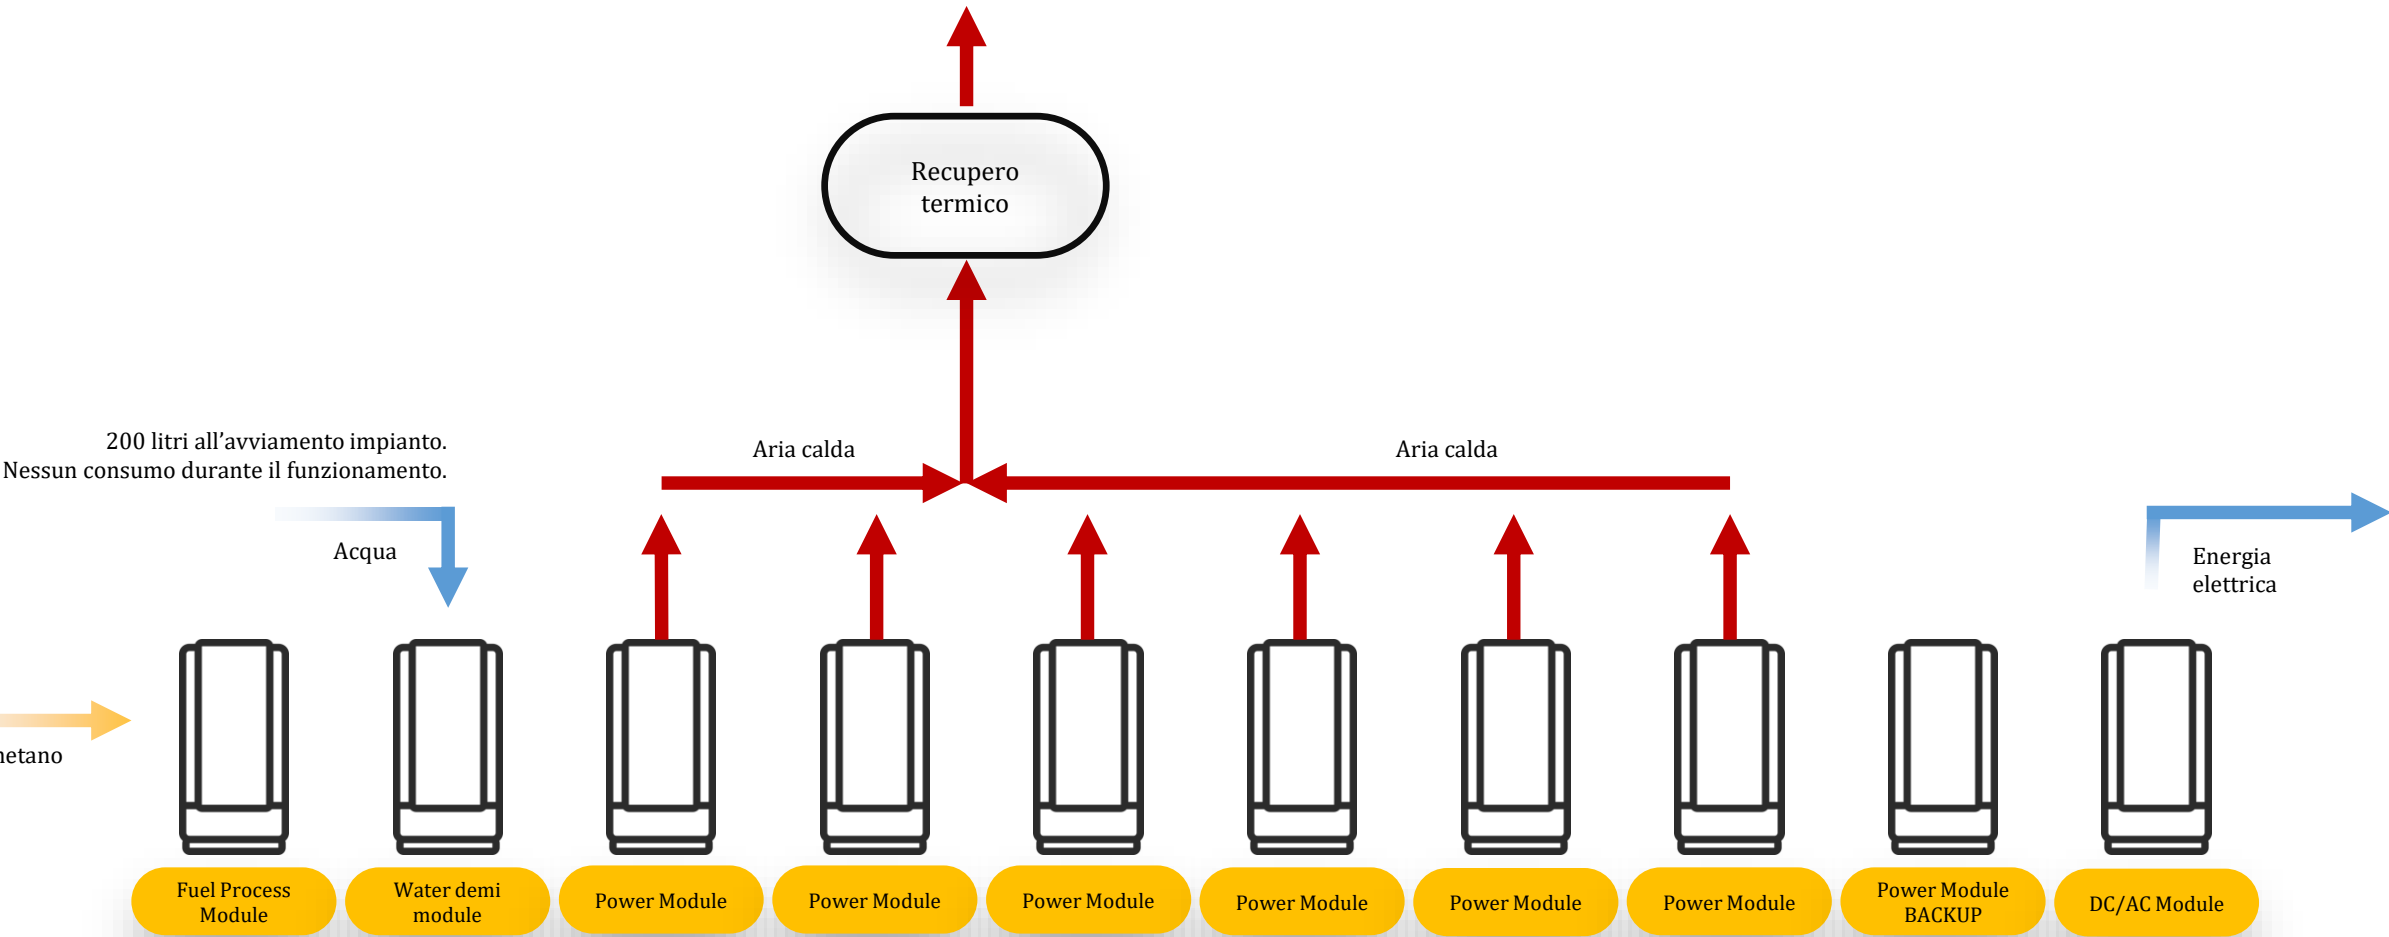 Recupero
termico
200 litri all’avviamento impianto.
Nessun consumo durante il funzionamento.
Aria calda
Aria calda
Acqua
Energia
elettrica
Fuel Process
Module
Water demi
module
Power Module
Power Module
Power Module
Power Module
Power Module
Power Module
Power Module
BACKUP
DC/AC Module